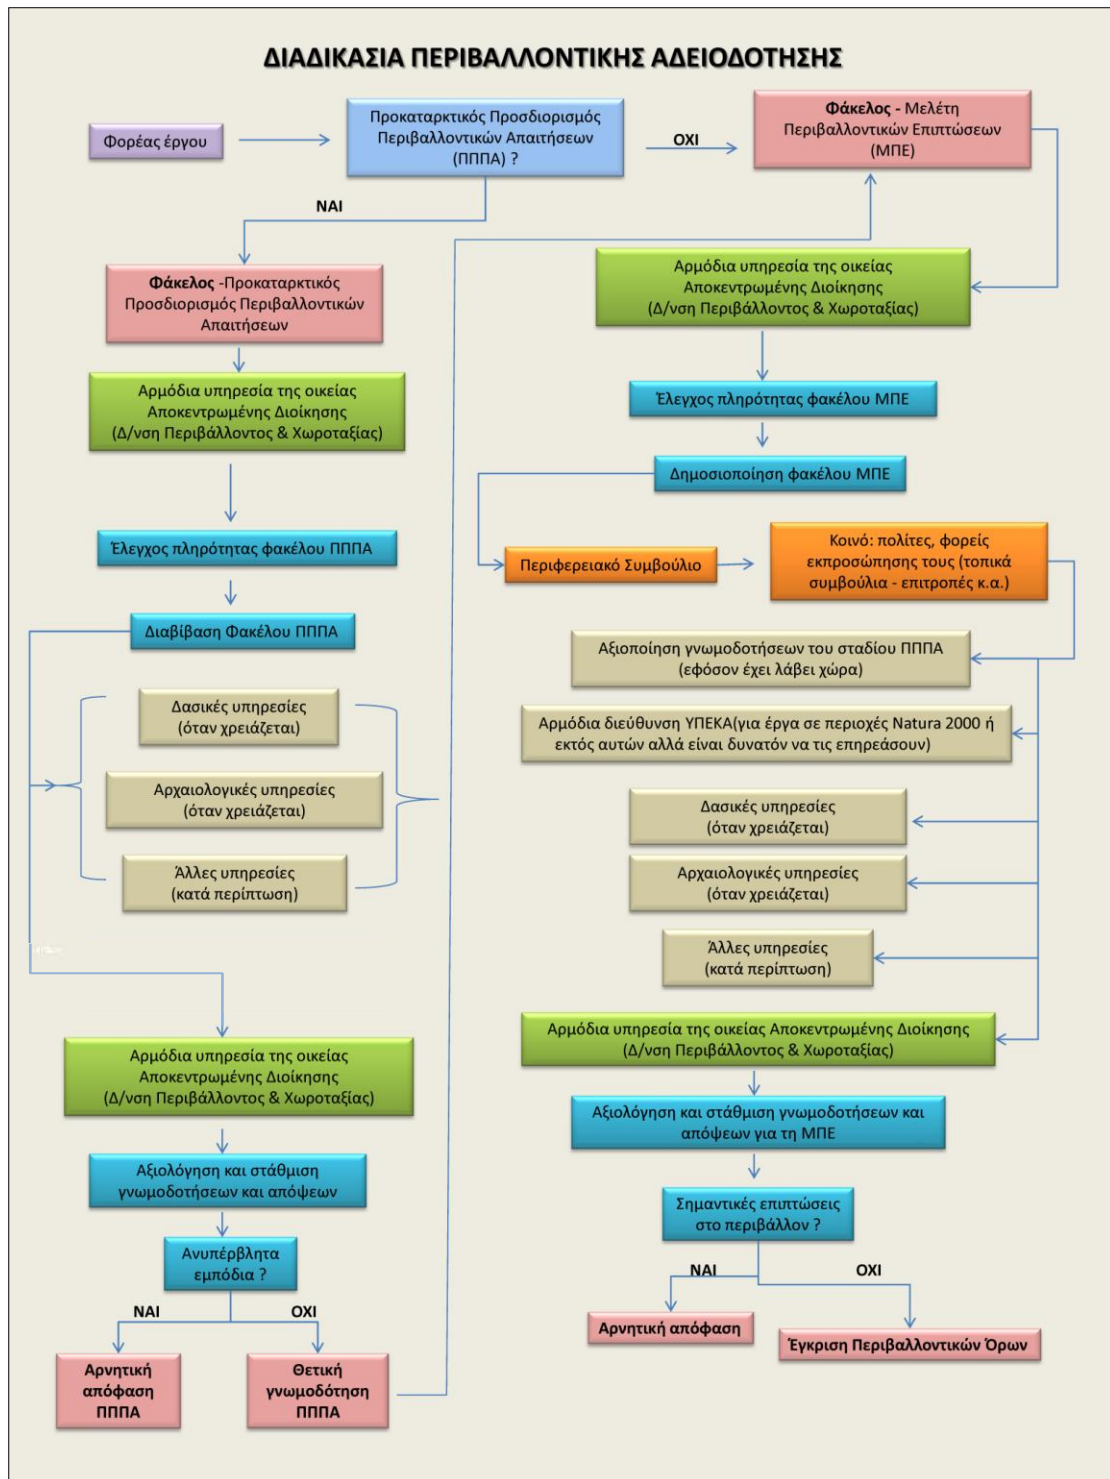 ΔΙΑΔΙΚΑΣΙΑ ΠΕΡΙΒΑΛΛΟΝΤΙΚΗΣ ΑΔΕΙΟΔΟΤΗΣΗΣ
Φορέας έργου
Προκαταρκτικός Προσδιορισμός
Περιβαλλοντικών Απαιτήσεων
(ΠΠΠΑ) ?
ΟΧΙ
Φάκελος - Μελέτη
Περιβαλλοντικών Επιπτώσεων
(ΜΠΕ)
ΝΑΙ
Φάκελος -Προκαταρκτικός
Προσδιορισμός Περιβαλλοντικών
Απαιτήσεων
Αρμόδια υπηρεσία της οικείας
Αποκεντρωμένης Διοίκησης
(Δ/νση Περιβάλλοντος & Χωροταξίας)
Έλεγχος πληρότητας φακέλου ΠΠΠΑ
Διαβίβαση Φακέλου ΠΠΠΑ
Δασικές υπηρεσίες
(όταν χρειάζεται)
Αρχαιολογικές υπηρεσίες
(όταν χρειάζεται)
Άλλες υπηρεσίες
(κατά περίπτωση)
Αρμόδια υπηρεσία της οικείας
Αποκεντρωμένης Διοίκησης
(Δ/νση Περιβάλλοντος & Χωροταξίας)
Αξιολόγηση και στάθμιση
γνωμοδοτήσεων και απόψεων
Ανυπέρβλητα
εμπόδια ?
ΝΑΙ
ΟΧΙ
Αρνητική
απόφαση
ΠΠΠΑ
Θετική
γνωμοδότηση
ΠΠΠΑ
Αρμόδια υπηρεσία της οικείας
Αποκεντρωμένης Διοίκησης
(Δ/νση Περιβάλλοντος & Χωροταξίας)
Έλεγχος πληρότητας φακέλου ΜΠΕ
Δημοσιοποίηση φακέλου ΜΠΕ
Περιφερειακό Συμβούλιο
Κοινό: πολίτες, φορείς
εκπροσώπησης τους (τοπικά
συμβούλια - επιτροπές κ.α.)
Αξιοποίηση γνωμοδοτήσεων του σταδίου ΠΠΠΑ
(εφόσον έχει λάβει χώρα)
Αρμόδια διεύθυνση ΥΠΕΚΑ(για έργα σε περιοχές Natura 2000 ή
εκτός αυτών αλλά είναι δυνατόν να τις επηρεάσουν)
Δασικές υπηρεσίες
(όταν χρειάζεται)
Αρχαιολογικές υπηρεσίες
(όταν χρειάζεται)
Άλλες υπηρεσίες
(κατά περίπτωση)
Αρμόδια υπηρεσία της οικείας Αποκεντρωμένης Διοίκησης
(Δ/νση Περιβάλλοντος & Χωροταξίας)
Αξιολόγηση και στάθμιση γνωμοδοτήσεων και
απόψεων για τη ΜΠΕ
Σημαντικές επιπτώσεις
στο περιβάλλον ?
ΝΑΙ
ΟΧΙ
Αρνητική απόφαση
Έγκριση Περιβαλλοντικών Όρων